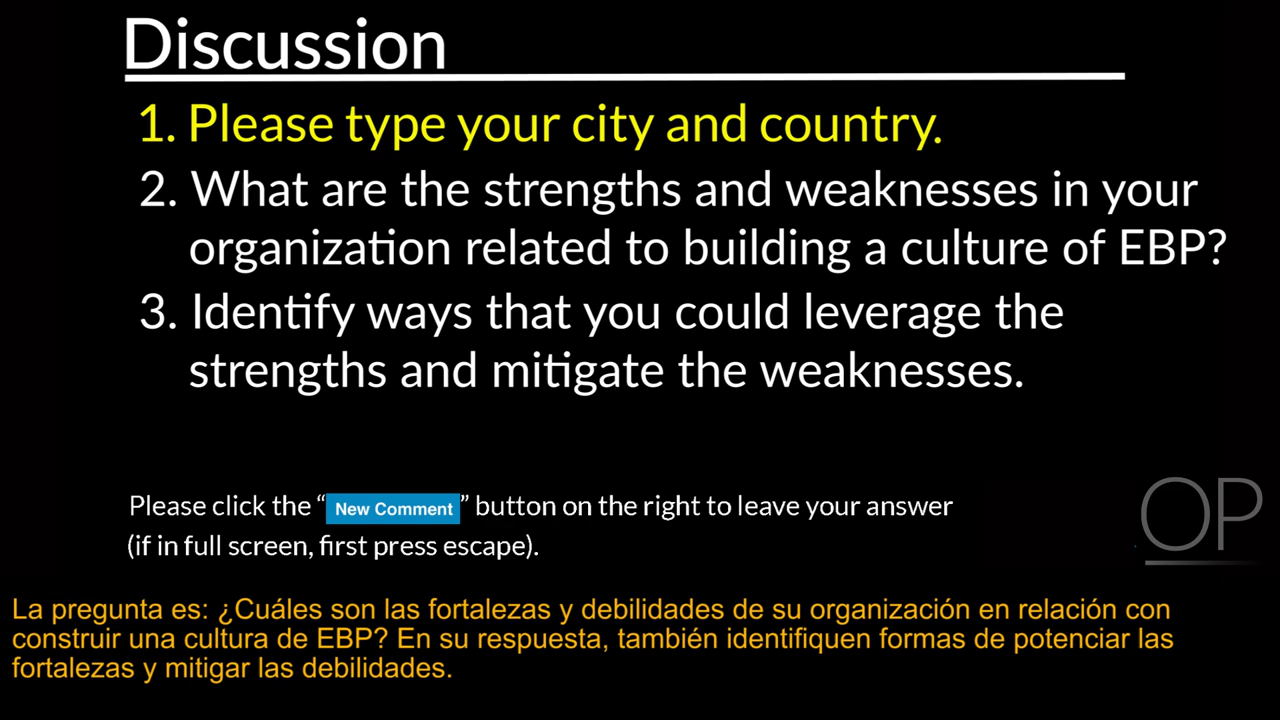 Discussion
1. Please type your city and country.
2. What are the strengths and weaknesses in your
organization related to building a culture of EBP?
3. Identify ways that you could leverage the
strengths and mitigate the weaknesses.
Please click the “New Comment” button on the right to leave your answer
(if in full screen, first press escape).
OP
La pregunta es: ¿Cuáles son las fortalezas y debilidades de su organización en relación con
construir una cultura de EBP? En su respuesta, también identifiquen formas de potenciar las
fortalezas y mitigar las debilidades.